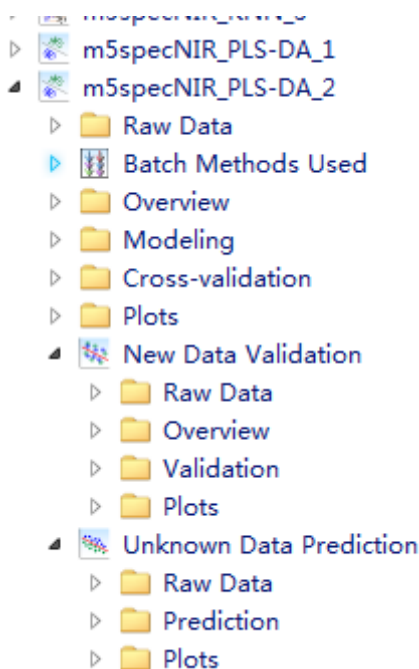 m5specNIR_PLS-DA_1
m5specNIR_PLS-DA_2
Raw Data
Batch Methods Used
Overview
Modeling
Cross-validation
Plots
New Data Validation
Raw Data
Overview
Validation
Plots
Unknown Data Prediction
Raw Data
Prediction
Plots